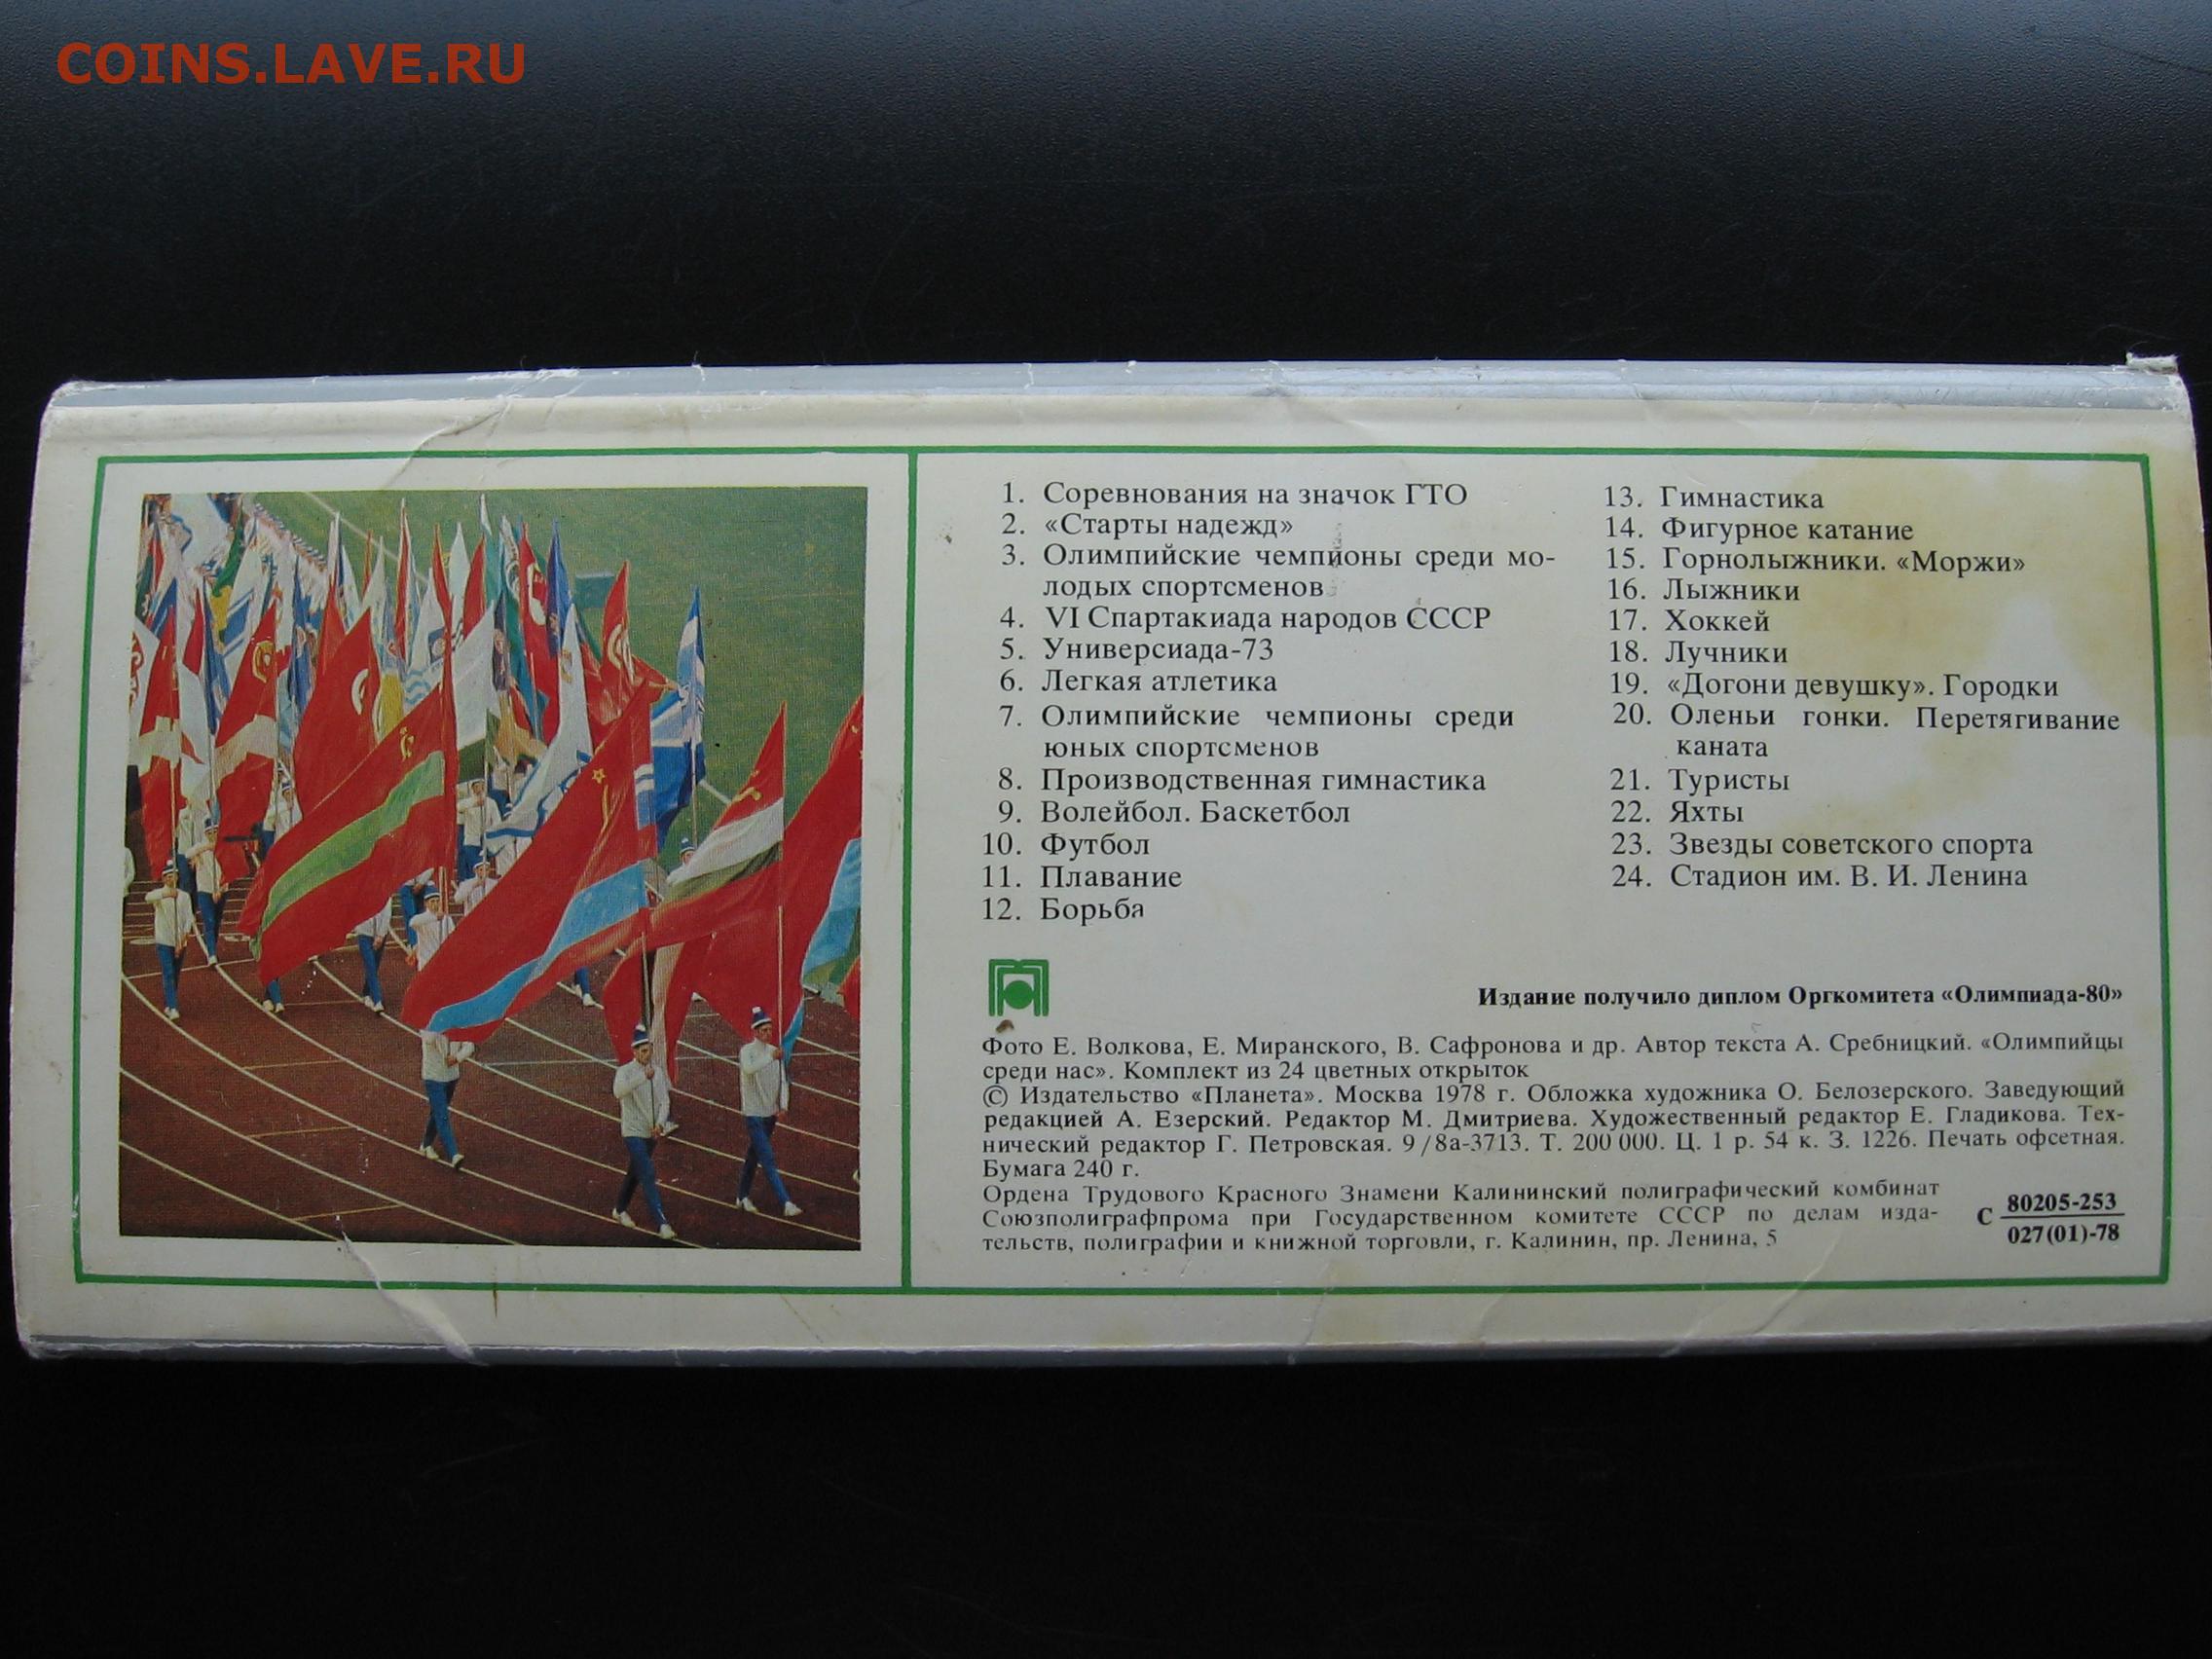 COINS.LAVE.RU
1. Соревнования на значок ГТО
2. «Старты надежд»
3. Олимпийские чемпионы среди мо-
лодых спортсменов
4. VI Спартакиада народов СССР
5. Универсиада-73
6. Легкая атлетика
7. Олимпийские чемпионы среди
юных спортсменов
8. Производственная гимнастика
9. Волейбол. Баскетбол
10. Футбол
11. Плавание
12. Борьба
13. Гимнастика
14. Фигурное катание
15. Горнолыжники. «Моржи»
16. Лыжники
17. Хоккей
18. Лучники
19. «Догони девушку». Городки
20. Оленьи гонки. Перетягивание
каната
21. Туристы
22. Яхты
23. Звезды советского спорта
24. Стадион им. В. И. Ленина
Издание получило диплом Оргкомитета «Олимпиада-80»
Фото Е. Волкова, Е. Миранского, В. Сафронова и др. Автор текста А. Сребницкий. «Олимпийцы
среди нас». Комплект из 24 цветных открыток
© Издательство «Планета». Москва 1978 г. Обложка художника О. Белозерского. Заведующий
редакцией А. Езерский. Редактор М. Дмитриева. Художественный редактор Е. Гладикова. Тех-
нический редактор Г. Петровская. 9/8а-3713. Т. 200 000. Ц. 1 р. 54 к. З. 1226. Печать офсетная.
Бумага 240 г.
Ордена Трудового Красного Знамени Калининский полиграфический комбинат
Союзполиграфпрома при Государственном комитете СССР по делам изда-
тельств, полиграфии и книжной торговли, г. Калинин, пр. Ленина, 5
С 80205-253
027(01)-78